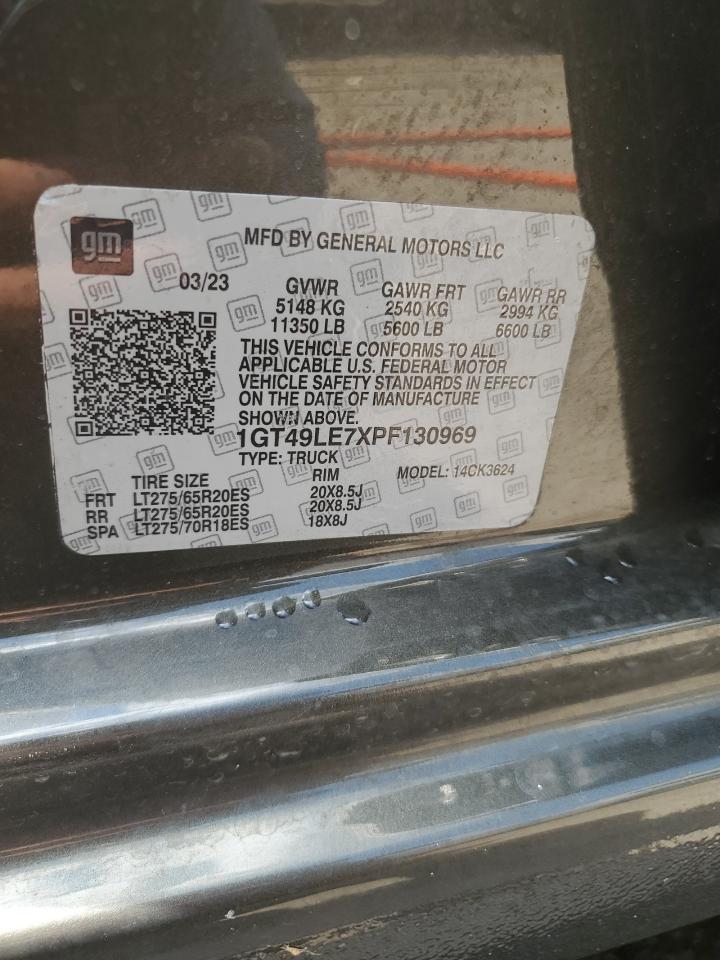 gm
MFD BY GENERAL MOTORS LLC
03/23 GVWR GAWR FRT GAWR RR
5148 KG 2540 KG 2994 KG
11350 LB 5600 LB 6600 LB
THIS VEHICLE CONFORMS TO ALL
APPLICABLE U.S. FEDERAL MOTOR
VEHICLE SAFETY STANDARDS IN EFFECT
ON THE DATE OF MANUFACTURE
SHOWN ABOVE.
1GT49LE7XPF130969
TYPE: TRUCK MODEL: 14CK3624
TIRE SIZE RIM
FRT LT275/65R20ES 20X8.5J
RR LT275/65R20ES 20X8.5J
SPA LT275/70R18ES 18X8J